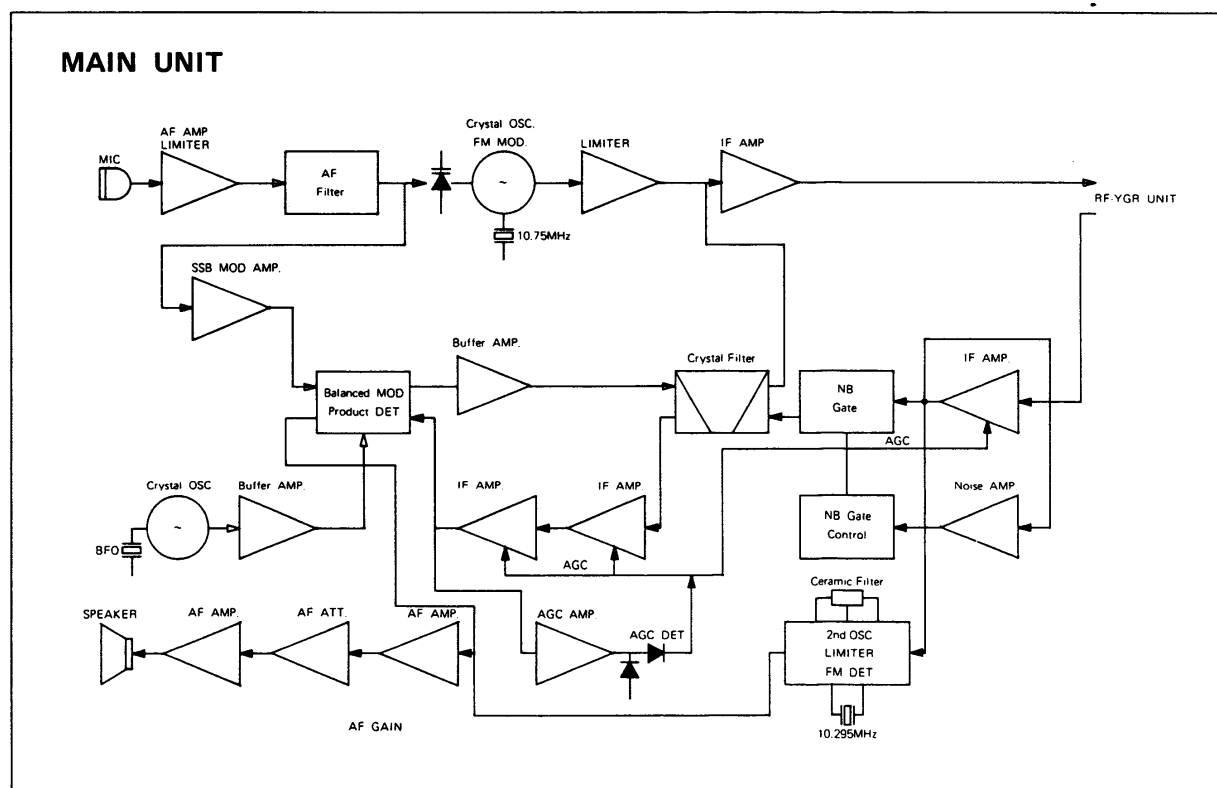 MAIN UNIT
MIC
AF AMP
LIMITER
AF
Filter
Crystal OSC.
FM MOD.
~
10.75MHz
LIMITER
IF AMP
RF-YGR UNIT
SSB MOD AMP.
Balanced MOD
Product DET
Buffer AMP.
Crystal Filter
NB
Gate
IF AMP.
AGC
Crystal OSC
~
BFO
Buffer AMP.
IF AMP.
IF AMP.
AGC
NB Gate
Control
Noise AMP.
Ceramic Filter
2nd OSC
LIMITER
FM DET
10.295MHz
SPEAKER
AF AMP.
AF ATT.
AF AMP.
AGC AMP.
AGC DET
AF GAIN